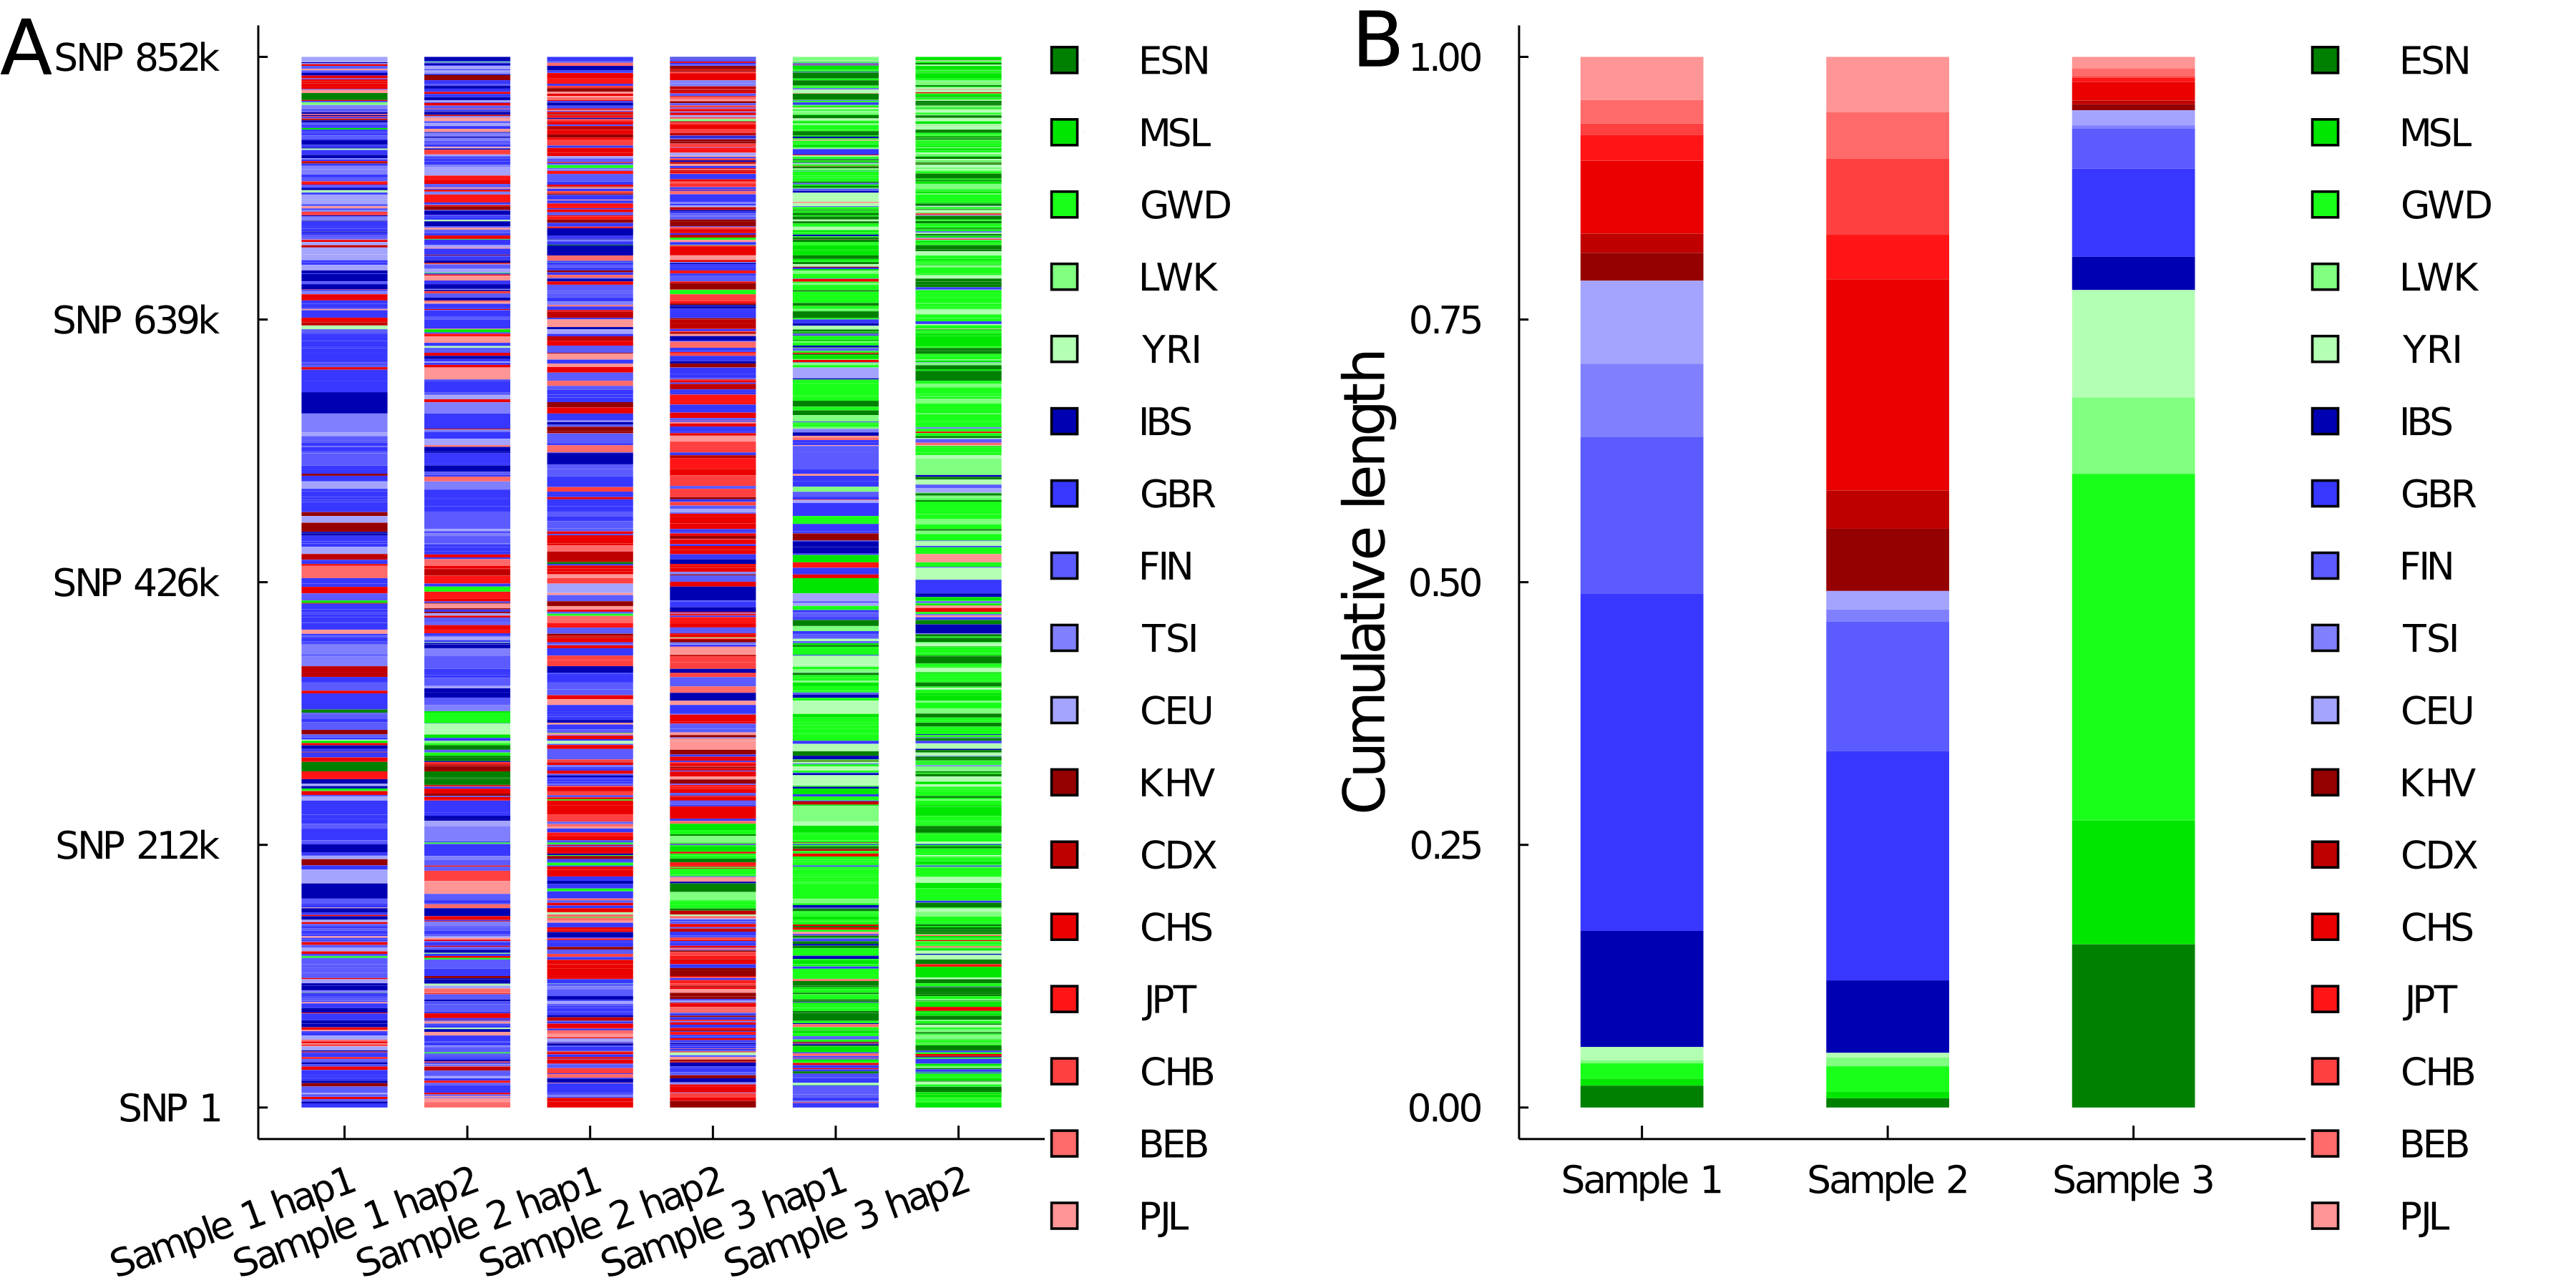 A
SNP 852k
SNP 639k
SNP 426k
SNP 212k
SNP 1
Sample 1 hap1
Sample 1 hap2
Sample 2 hap1
Sample 2 hap2
Sample 3 hap1
Sample 3 hap2
ESN
MSL
GWD
LWK
YRI
IBS
GBR
FIN
TSI
CEU
KHV
CDX
CHS
JPT
CHB
BEB
PJL
B
Cumulative length
1.00
0.75
0.50
0.25
0.00
Sample 1
Sample 2
Sample 3
ESN
MSL
GWD
LWK
YRI
IBS
GBR
FIN
TSI
CEU
KHV
CDX
CHS
JPT
CHB
BEB
PJL